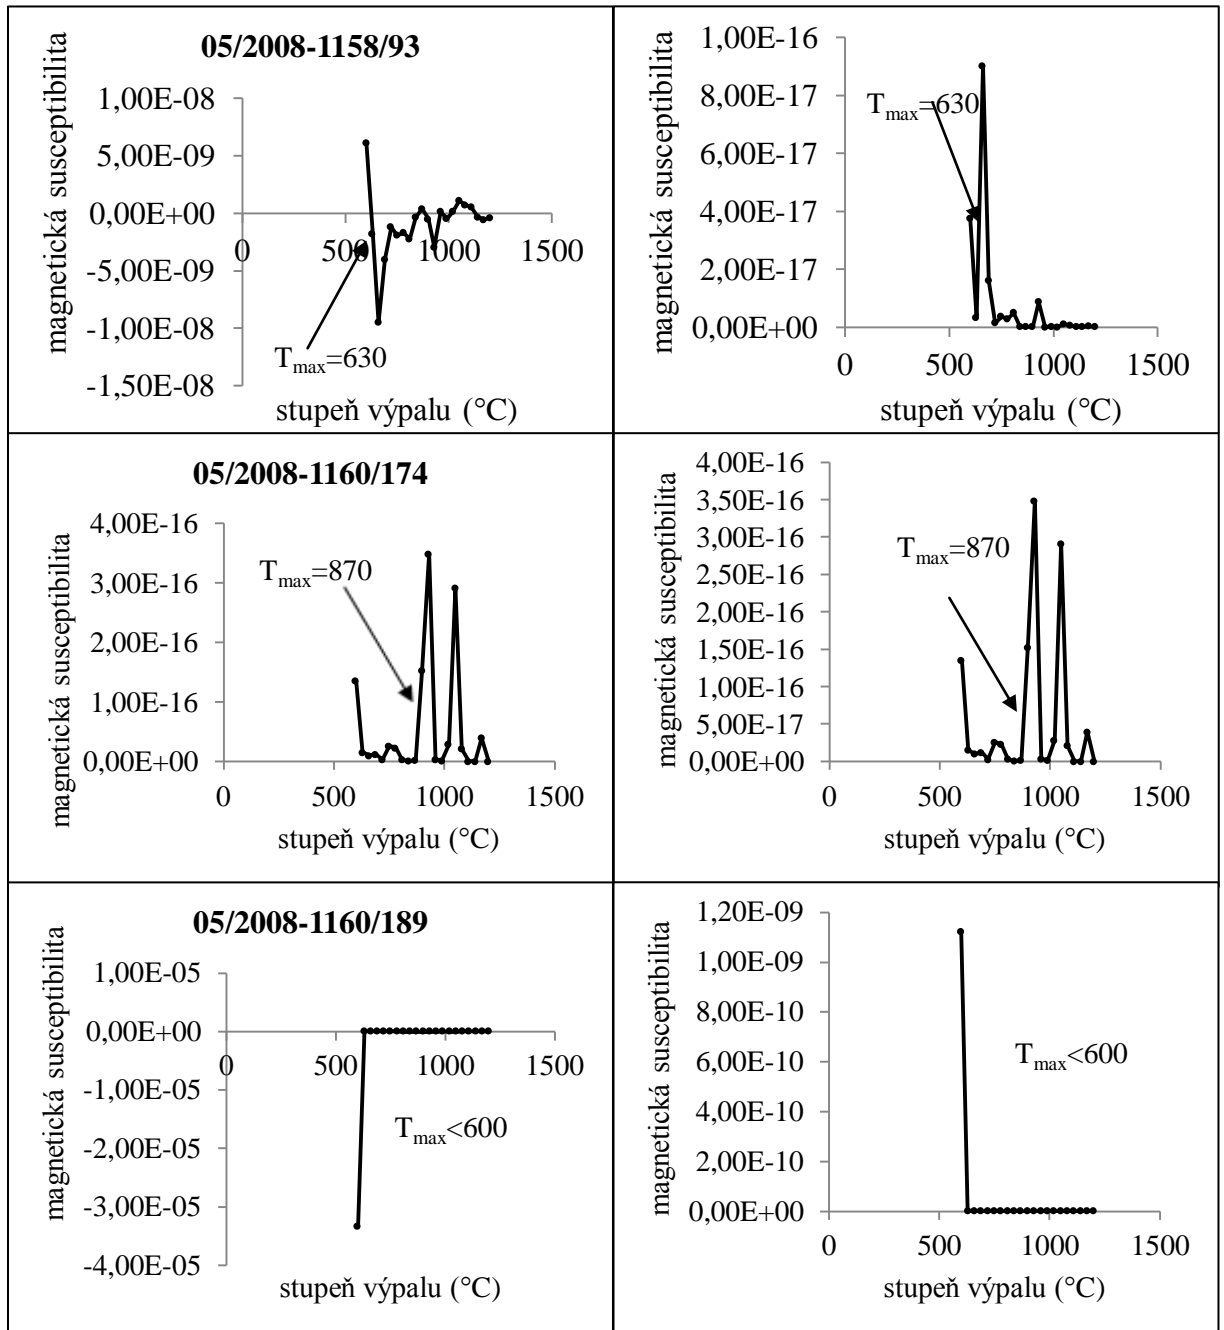 05/2008-1158/93
magnetická susceptibilita
1,00E-08
5,00E-09
0,00E+00
-5,00E-09
-1,00E-08
-1,50E-08
0 500 1000 1500
Tmax=630
stupeň výpalu (°C)
magnetická susceptibilita
1,00E-16
8,00E-17
6,00E-17
4,00E-17
2,00E-17
0,00E+00
Tmax=630
0 500 1000 1500
stupeň výpalu (°C)
05/2008-1160/174
magnetická susceptibilita
4,00E-16
3,00E-16
2,00E-16
1,00E-16
0,00E+00
Tmax=870
0 500 1000 1500
stupeň výpalu (°C)
magnetická susceptibilita
4,00E-16
3,50E-16
3,00E-16
2,50E-16
2,00E-16
1,50E-16
1,00E-16
5,00E-17
0,00E+00
Tmax=870
0 500 1000 1500
stupeň výpalu (°C)
05/2008-1160/189
magnetická susceptibilita
1,00E-05
0,00E+00
-1,00E-05
-2,00E-05
-3,00E-05
-4,00E-05
0 500 1000 1500
Tmax<600
stupeň výpalu (°C)
magnetická susceptibilita
1,20E-09
1,00E-09
8,00E-10
6,00E-10
4,00E-10
2,00E-10
0,00E+00
Tmax<600
0 500 1000 1500
stupeň výpalu (°C)